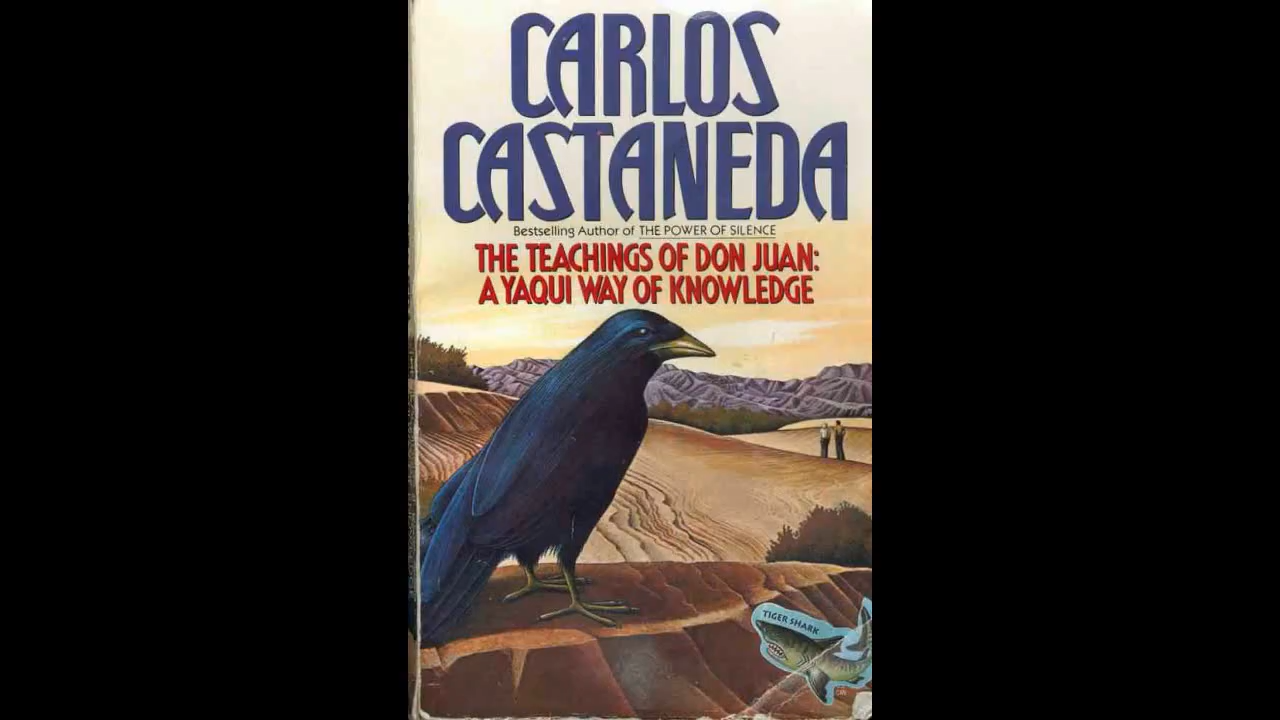 CARLOS
CASTANEDA
Bestselling Author of THE POWER OF SILENCE
THE TEACHINGS OF DON JUAN:
A YAQUI WAY OF KNOWLEDGE
TIGER SHARK